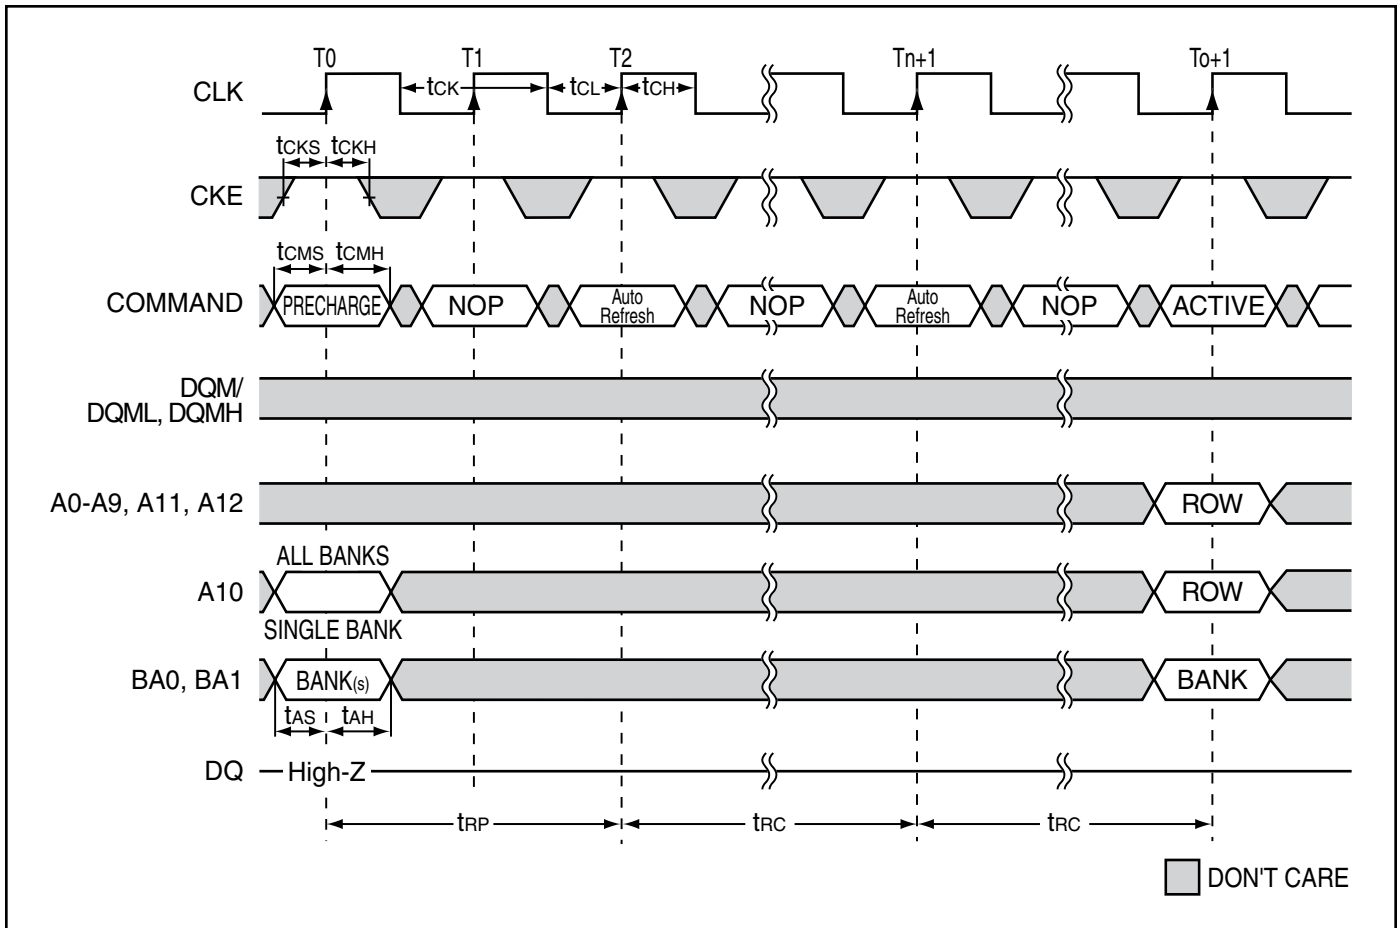 T0 T1 T2 Tn+1 To+1
CLK tCK tCL tCH
tCKS tCKH
CKE
tCMS tCMH
COMMAND PRECHARGE NOP Auto Refresh NOP Auto Refresh NOP ACTIVE
DQM/
DQML, DQMH
A0-A9, A11, A12 ROW
ALL BANKS
A10 ROW
SINGLE BANK
BA0, BA1 BANK(s) BANK
tAS tAH
DQ High-Z
tRP tRC tRC
DON'T CARE